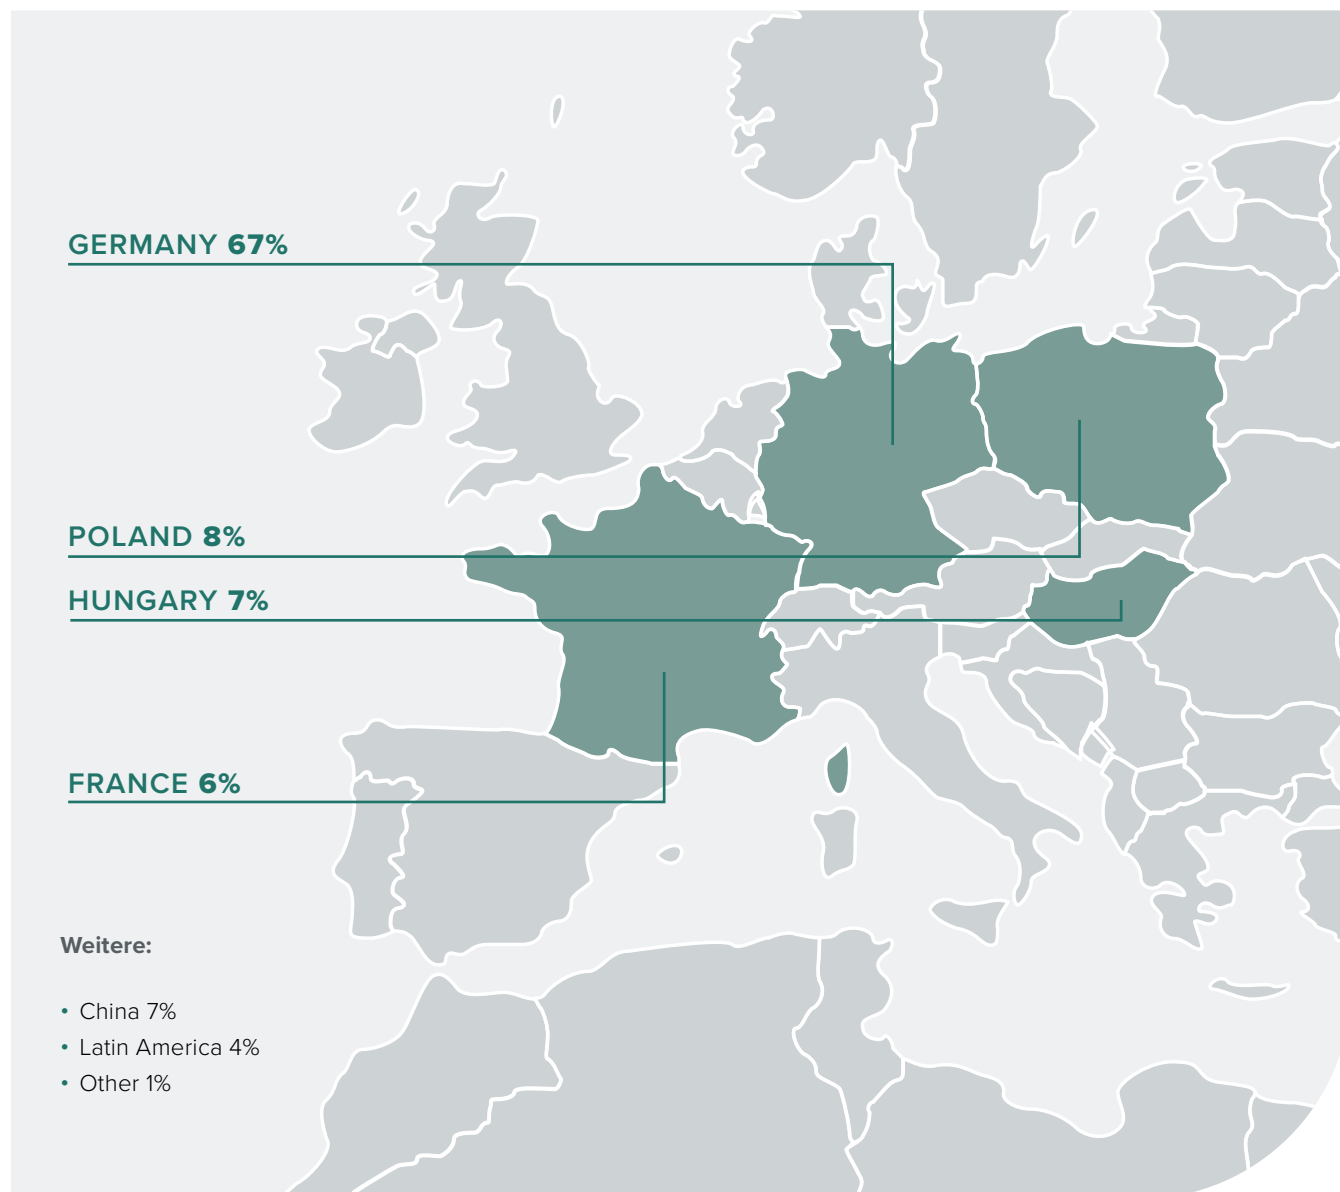 GERMANY 67%
POLAND 8%
HUNGARY 7%
FRANCE 6%
Weitere:
• China 7%
• Latin America 4%
• Other 1%